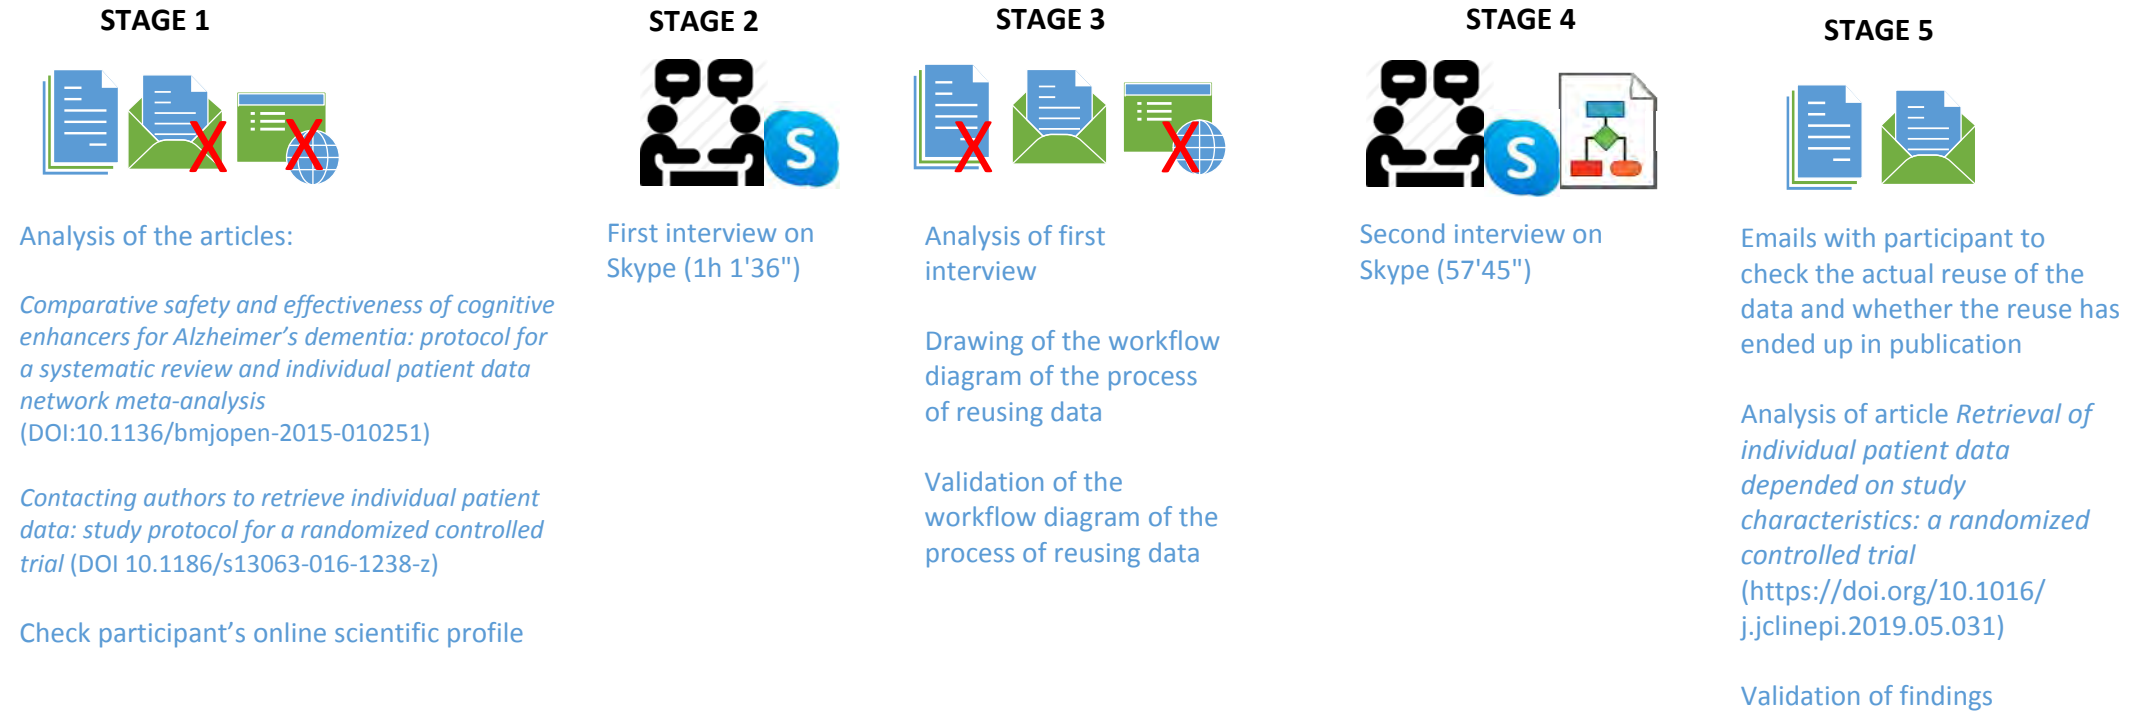 STAGE 1
Analysis of the articles:
Comparative safety and effectiveness of cognitive
enhancers for Alzheimer’s dementia: protocol for
a systematic review and individual patient data
network meta-analysis
(DOI:10.1136/bmjopen-2015-010251)
Contacting authors to retrieve individual patient
data: study protocol for a randomized controlled
trial (DOI 10.1186/s13063-016-1238-z)
Check participant’s online scientific profile
STAGE 2
S
First interview on
Skype (1h 1'36")
STAGE 3
Analysis of first
interview
Drawing of the workflow
diagram of the process
of reusing data
Validation of the
workflow diagram of the
process of reusing data
STAGE 4
S
Second interview on
Skype (57'45")
STAGE 5
Emails with participant to
check the actual reuse of the
data and whether the reuse has
ended up in publication
Analysis of article Retrieval of
individual patient data
depended on study
characteristics: a randomized
controlled trial
(https://doi.org/10.1016/
j.jclinepi.2019.05.031)
Validation of findings